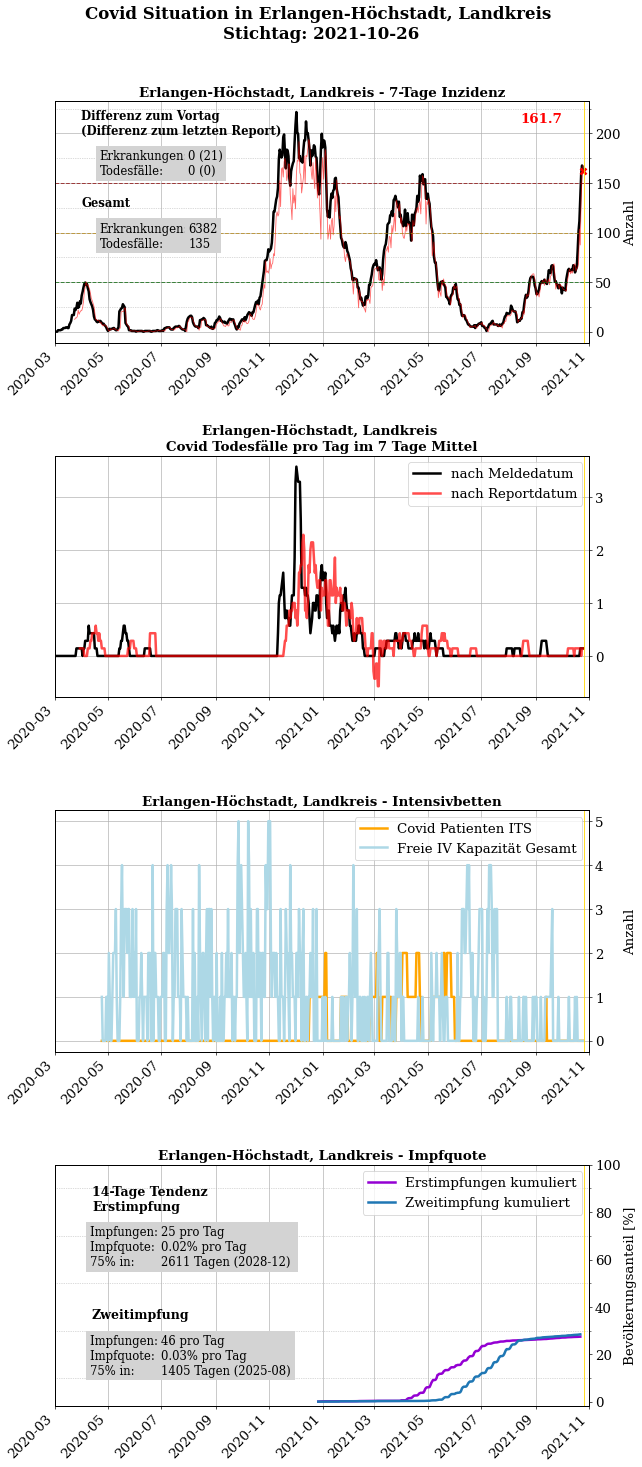 Covid Situation in Erlangen-Höchstadt, Landkreis
Stichtag: 2021-10-26
Erlangen-Höchstadt, Landkreis - 7-Tage Inzidenz
Differenz zum Vortag
(Differenz zum letzten Report)
Erkrankungen 0 (21)
Todesfälle: 0 (0)
Gesamt
Erkrankungen 6382
Todesfälle: 135
161.7
200
150
100
50
0
Anzahl
2020-03 2020-05 2020-07 2020-09 2020-11 2021-01 2021-03 2021-05 2021-07 2021-09 2021-11
Erlangen-Höchstadt, Landkreis
Covid Todesfälle pro Tag im 7 Tage Mittel
nach Meldedatum
nach Reportdatum
3
2
1
0
2020-03 2020-05 2020-07 2020-09 2020-11 2021-01 2021-03 2021-05 2021-07 2021-09 2021-11
Erlangen-Höchstadt, Landkreis - Intensivbetten
Covid Patienten ITS
Freie IV Kapazität Gesamt
5
4
3
2
1
0
Anzahl
2020-03 2020-05 2020-07 2020-09 2020-11 2021-01 2021-03 2021-05 2021-07 2021-09 2021-11
Erlangen-Höchstadt, Landkreis - Impfquote
14-Tage Tendenz
Erstimpfung
Impfungen: 25 pro Tag
Impfquote: 0.02% pro Tag
75% in: 2611 Tagen (2028-12)
Zweitimpfung
Impfungen: 46 pro Tag
Impfquote: 0.03% pro Tag
75% in: 1405 Tagen (2025-08)
Erstimpfungen kumuliert
Zweitimpfung kumuliert
100
80
60
40
20
0
Bevölkerungsanteil [%]
2020-03 2020-05 2020-07 2020-09 2020-11 2021-01 2021-03 2021-05 2021-07 2021-09 2021-11